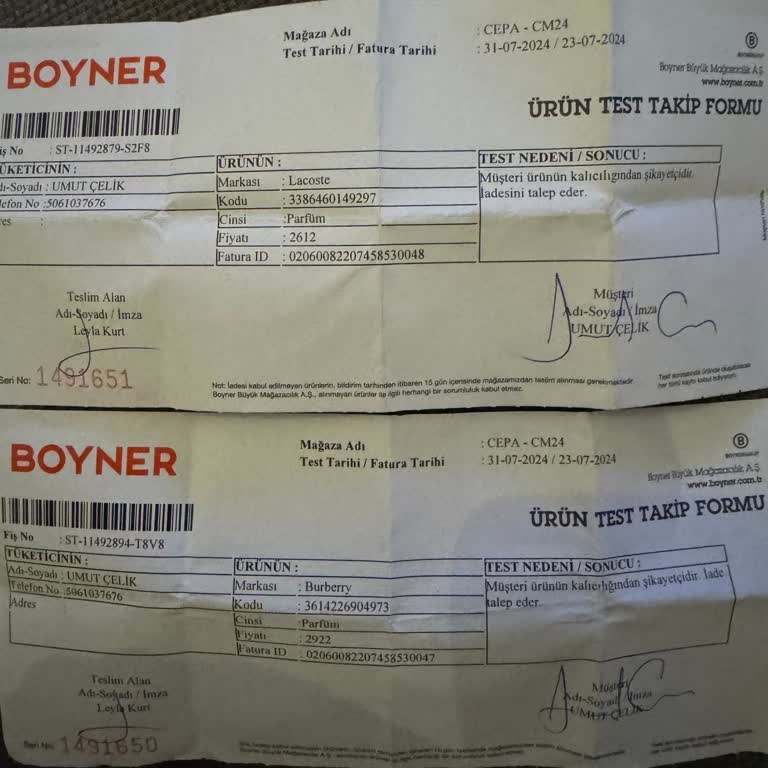 BOYNER
Mağaza Adı : CEPA - CM24
Test Tarihi / Fatura Tarihi : 31-07-2024 / 23-07-2024
B
Boyner Büyük Mağazacılık A.Ş.
www.boyner.com.tr
ÜRÜN TEST TAKİP FORMU
iş No : ST-11492879-S2F8
ÜKETİCİNİN :
dı-Soyadı : UMUT ÇELİK
lefon No :5061037676
res :
ÜRÜNÜN :
Markası : Lacoste
Kodu : 3386460149297
Cinsi :Parfüm
Fiyatı : 2612
Fatura ID : 02060082207458530048
TEST NEDENİ / SONUCU :
Müşteri ürünün kalıcılığından şikayetçidir.
İadesini talep eder.
Teslim Alan
Adı-Soyadı / İmza
Leyla Kurt
Müşteri
Adı-Soyadı / İmza
UMUT ÇELİK
Seri No: 1491651
Not: İadesi kabul edilmeyen ürünlerin, bildirim tarihinden itibaren 15 gün içerisinde mağazamızdan teslim alınması gerekmektedir.
Boyner Büyük Mağazacılık A.Ş., alınmayan ürünler ile ilgili herhangi bir sorumluluk kabul etmez.
BOYNER
Mağaza Adı : CEPA - CM24
Test Tarihi / Fatura Tarihi : 31-07-2024 / 23-07-2024
B
Boyner Büyük Mağazacılık A.Ş.
www.boyner.com.tr
ÜRÜN TEST TAKİP FORMU
Fiş No : ST-11492894-T8V8
TÜKETİCİNİN :
Adı-Soyadı : UMUT ÇELİK
Telefon No :5061037676
Adres
ÜRÜNÜN :
Markası : Burberry
Kodu : 3614226904973
Cinsi : Parfüm
Fiyatı : 2922
Fatura ID : 02060082207458530047
TEST NEDENİ / SONUCU :
Müşteri ürünün kalıcılığından şikayetçidir. İade
talep eder.
Teslim Alan
Adı-Soyadı / İmza
Leyla Kurt
Müşteri
Adı-Soyadı / İmza
UMUT ÇELİK
Seri No: 1491650